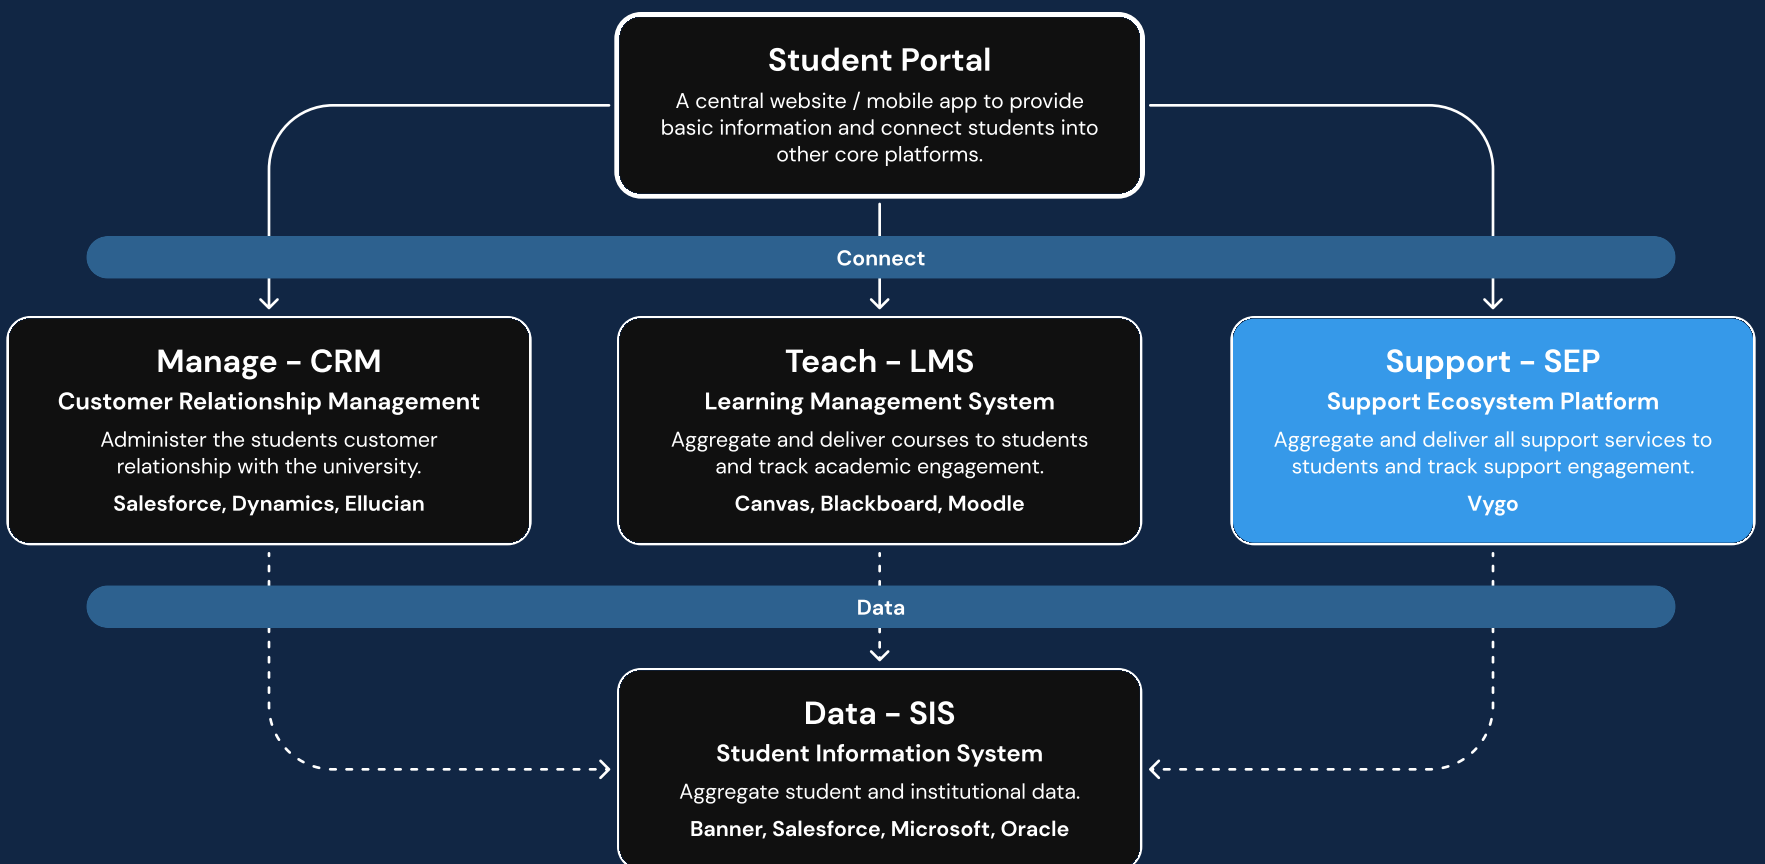 Student Portal
A central website / mobile app to provide
basic information and connect students into
other core platforms.
Connect
Manage - CRM
Customer Relationship Management
Administer the students customer
relationship with the university.
Salesforce, Dynamics, Ellucian
Teach - LMS
Learning Management System
Aggregate and deliver courses to students
and track academic engagement.
Canvas, Blackboard, Moodle
Support - SEP
Support Ecosystem Platform
Aggregate and deliver all support services to
students and track support engagement.
Vygo
Data
Data - SIS
Student Information System
Aggregate student and institutional data.
Banner, Salesforce, Microsoft, Oracle